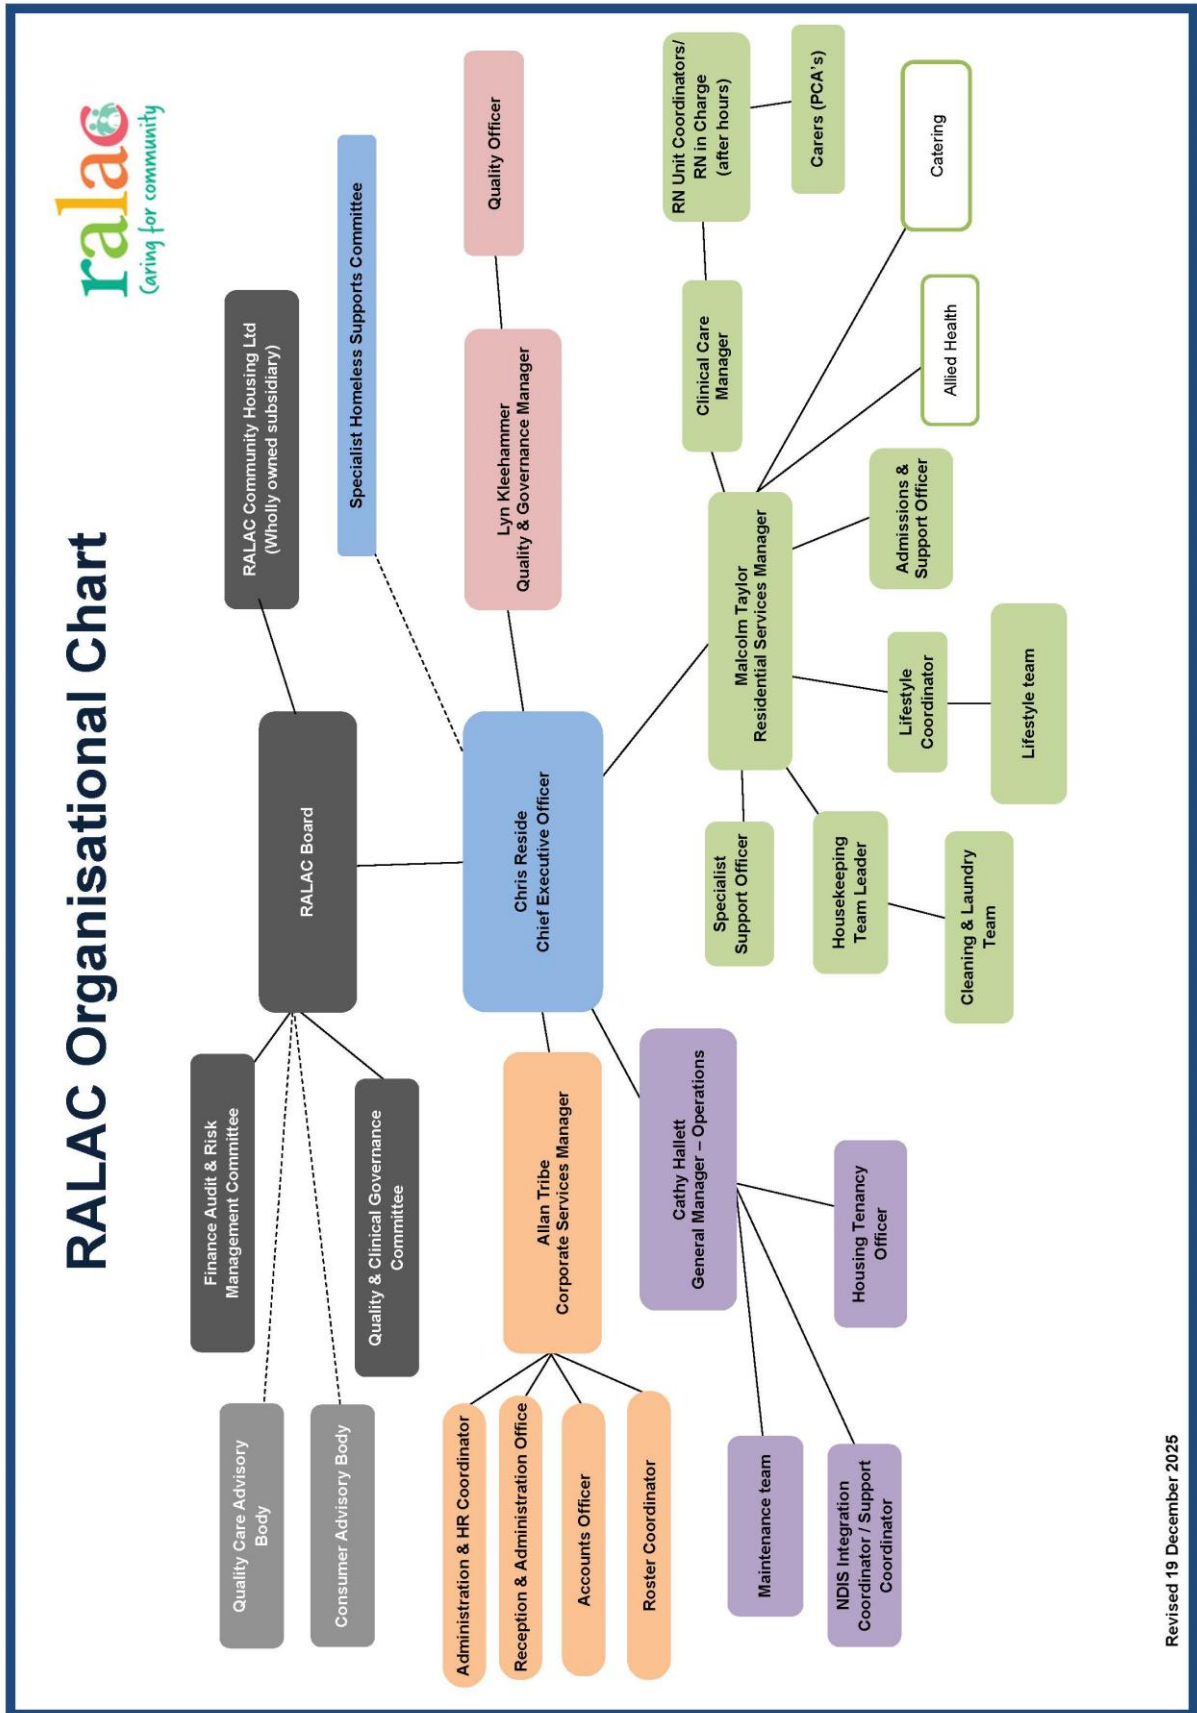 RALAC Organisational Chart
ralac
Caring for community
Quality Care Advisory
Body
Consumer Advisory Body
Finance Audit & Risk
Management Committee
Quality & Clinical Governance
Committee
RALAC Board
RALAC Community Housing Ltd
(Wholly owned subsidiary)
Specialist Homeless Supports Committee
Chris Reside
Chief Executive Officer
Lyn Kleehammer
Quality & Governance Manager
Quality Officer
Allan Tribe
Corporate Services Manager
Administration & HR Coordinator
Reception & Administration Office
Accounts Officer
Roster Coordinator
Cathy Hallett
General Manager – Operations
Maintenance team
NDIS Integration
Coordinator / Support
Coordinator
Housing Tenancy
Officer
Malcolm Taylor
Residential Services Manager
Specialist
Support Officer
Housekeeping
Team Leader
Cleaning & Laundry
Team
Lifestyle
Coordinator
Lifestyle team
Admissions &
Support Officer
Clinical Care
Manager
RN Unit Coordinators/
RN in Charge
(after hours)
Carers (PCA's)
Allied Health
Catering
Revised 19 December 2025